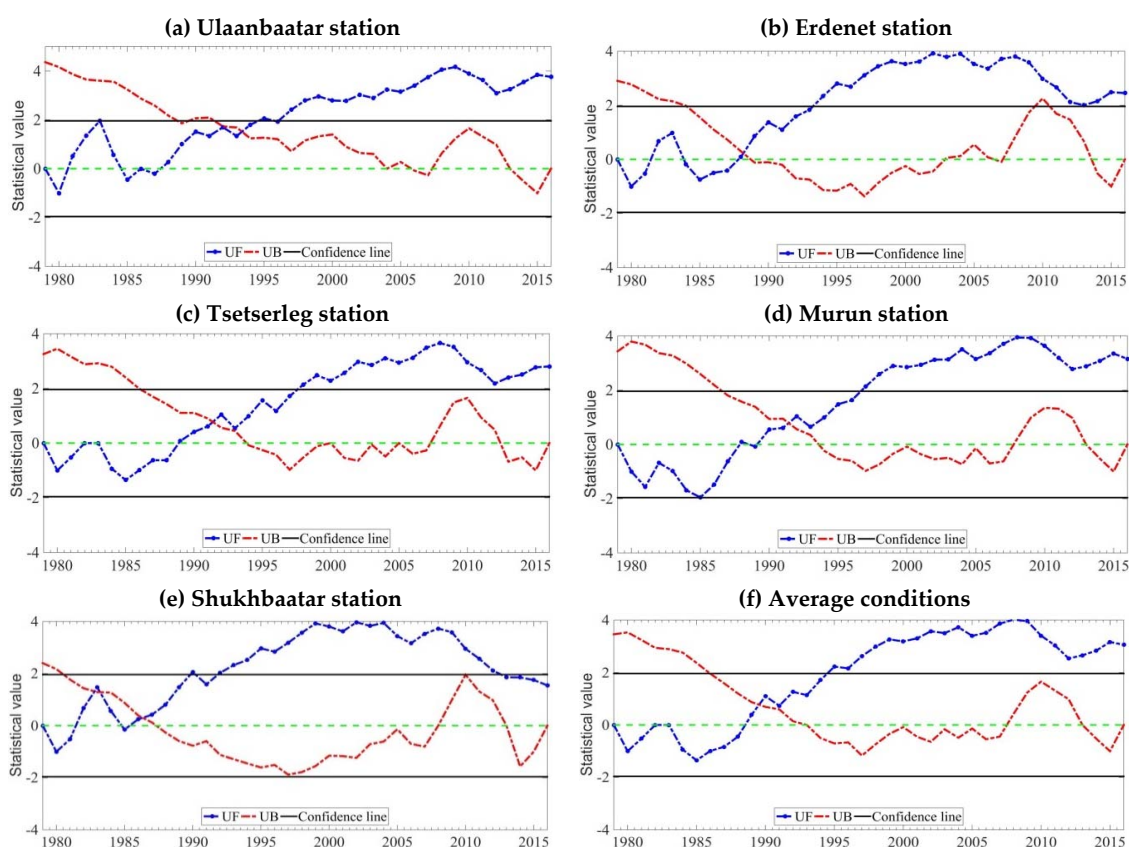 (a) Ulaanbaatar station
Statistical value
4
2
0
-2
-4
UF UB Confidence line
1980 1985 1990 1995 2000 2005 2010 2015
(b) Erdenet station
Statistical value
4
2
0
-2
-4
UF UB Confidence line
1980 1985 1990 1995 2000 2005 2010 2015
(c) Tsetserleg station
Statistical value
4
2
0
-2
-4
UF UB Confidence line
1980 1985 1990 1995 2000 2005 2010 2015
(d) Murun station
Statistical value
4
2
0
-2
-4
UF UB Confidence line
1980 1985 1990 1995 2000 2005 2010 2015
(e) Shukhbaatar station
Statistical value
4
2
0
-2
-4
UF UB Confidence line
1980 1985 1990 1995 2000 2005 2010 2015
(f) Average conditions
Statistical value
4
2
0
-2
-4
UF UB Confidence line
1980 1985 1990 1995 2000 2005 2010 2015